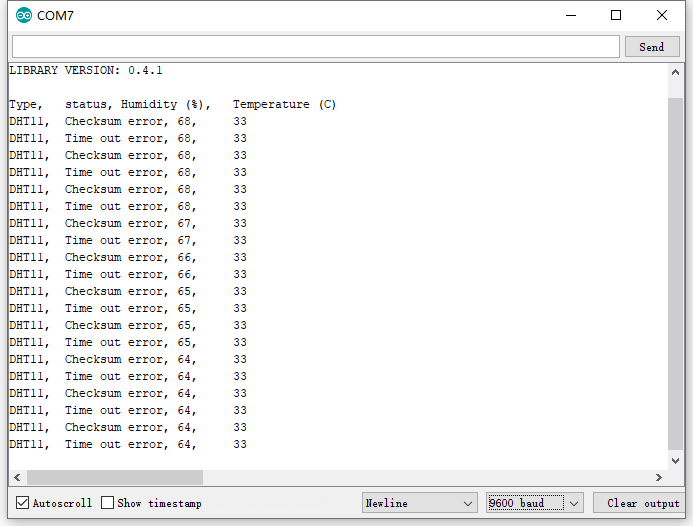 COM7
Send
LIBRARY VERSION: 0.4.1
Type,   status, Humidity (%),   Temperature (C)
DHT11,  Checksum error, 68,     33
DHT11,  Time out error, 68,     33
DHT11,  Checksum error, 68,     33
DHT11,  Time out error, 68,     33
DHT11,  Checksum error, 68,     33
DHT11,  Time out error, 68,     33
DHT11,  Checksum error, 67,     33
DHT11,  Time out error, 67,     33
DHT11,  Checksum error, 66,     33
DHT11,  Time out error, 66,     33
DHT11,  Checksum error, 65,     33
DHT11,  Time out error, 65,     33
DHT11,  Checksum error, 65,     33
DHT11,  Time out error, 65,     33
DHT11,  Checksum error, 64,     33
DHT11,  Time out error, 64,     33
DHT11,  Checksum error, 64,     33
DHT11,  Time out error, 64,     33
DHT11,  Checksum error, 64,     33
DHT11,  Time out error, 64,     33
Autoscroll Show timestamp Newline 9600 baud Clear output